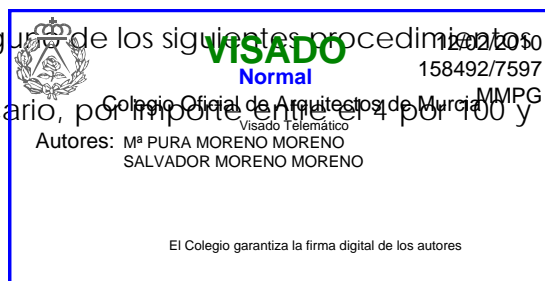 guno de los siguientes procedimientos
VISADO
12/02/2010
Normal
158492/7597
MMPG
ario, por importe entre el 4 por 100 y
Colegio Oficial de Arquitectos de Murcia
Visado Telemático
Autores: Mª PURA MORENO MORENO
SALVADOR MORENO MORENO
El Colegio garantiza la firma digital de los autores